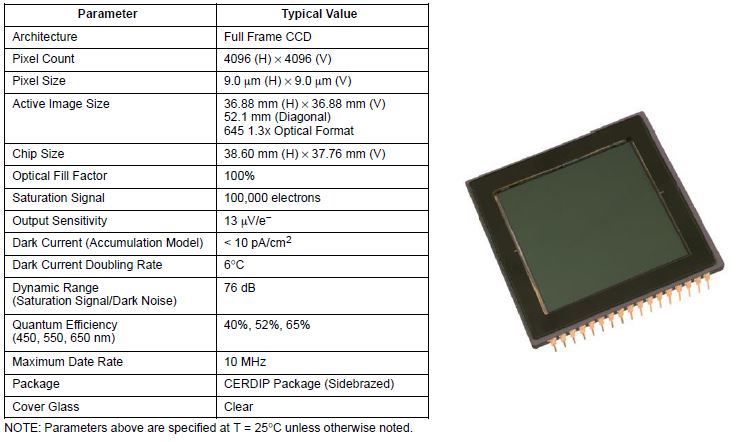 Parameter Typical Value
Architecture Full Frame CCD
Pixel Count 4096 (H) × 4096 (V)
Pixel Size 9.0 μm (H) × 9.0 μm (V)
Active Image Size 36.88 mm (H) × 36.88 mm (V)
52.1 mm (Diagonal)
645 1.3x Optical Format
Chip Size 38.60 mm (H) × 37.76 mm (V)
Optical Fill Factor 100%
Saturation Signal 100,000 electrons
Output Sensitivity 13 μV/e⁻
Dark Current (Accumulation Model) < 10 pA/cm²
Dark Current Doubling Rate 6°C
Dynamic Range 76 dB
(Saturation Signal/Dark Noise)
Quantum Efficiency 40%, 52%, 65%
(450, 550, 650 nm)
Maximum Date Rate 10 MHz
Package CERDIP Package (Sidebrazed)
Cover Glass Clear
NOTE: Parameters above are specified at T = 25°C unless otherwise noted.